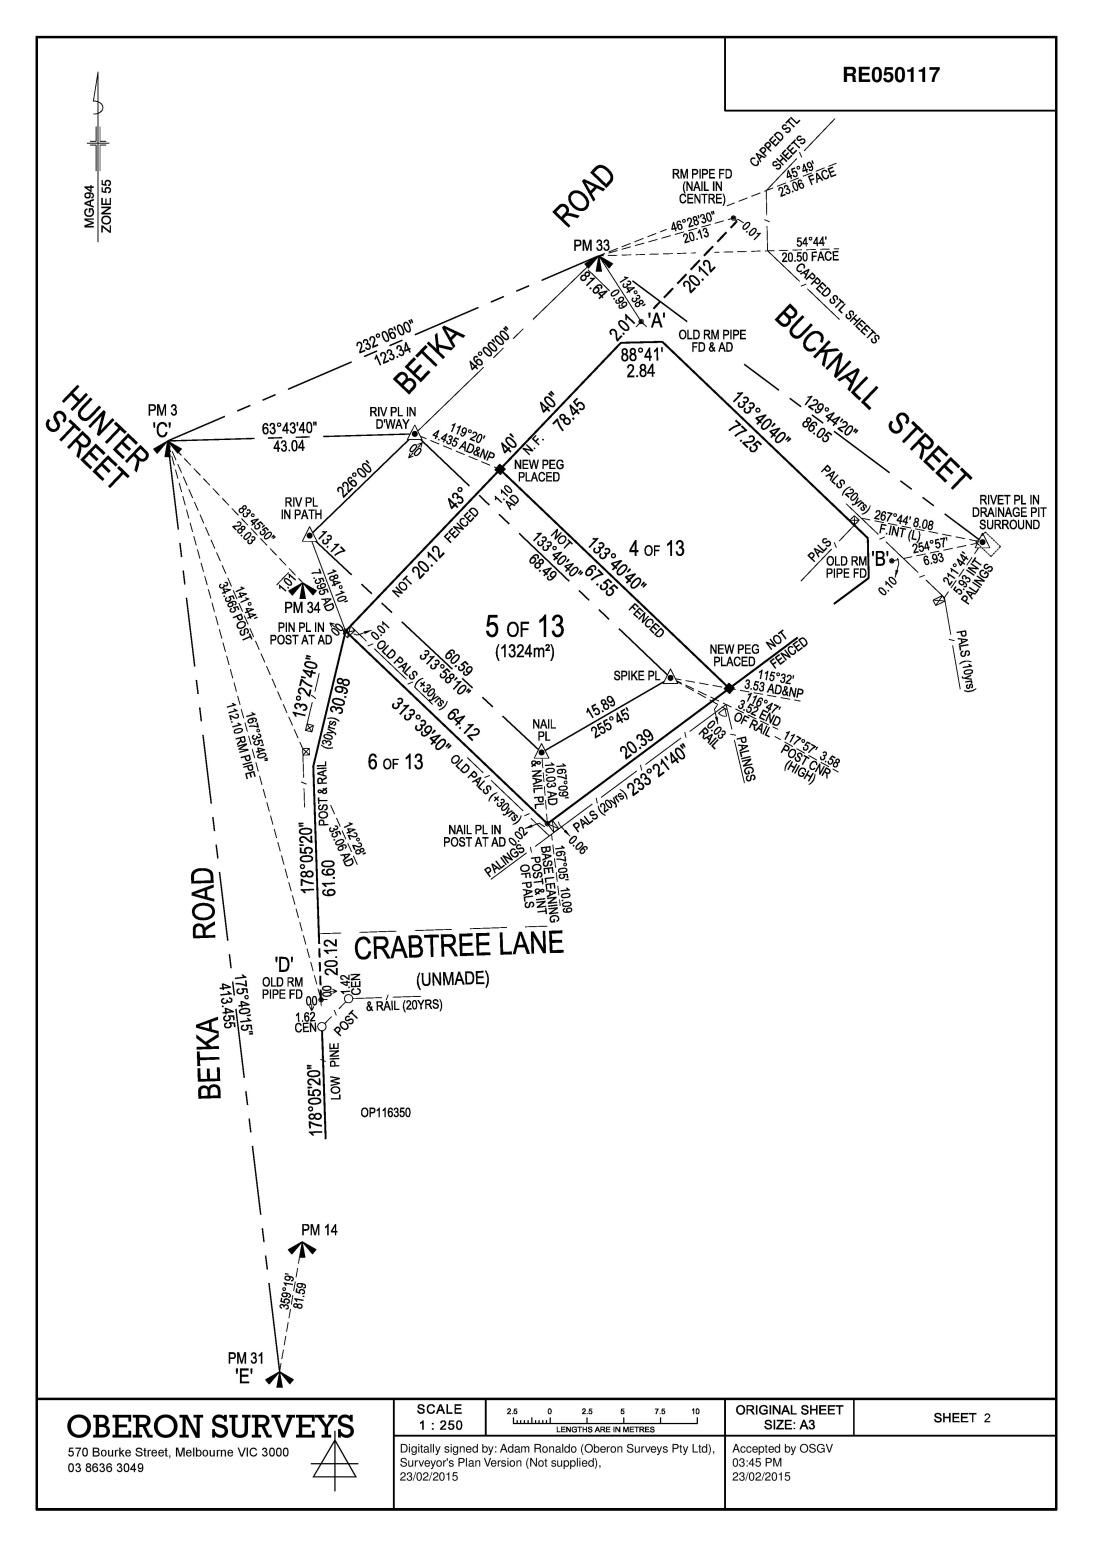 RE050117
MGA94
ZONE 55
CAPPED STL
SHEETS
45°49'
23.06 FACE
RM PIPE FD
(NAIL IN
CENTRE)
ROAD
46°28'30"
20.13
0.01
PM 33
54°44'
20.50 FACE
CAPPED STL SHEETS
81.64
134°38'
0.99
20.12
2.01
'A'
OLD RM PIPE
FD & AD
BUCKNALL STREET
232°06'00"
123.34
BETKA
46°00'00"
88°41'
2.84
HUNTER
STREET
PM 3
'C'
RIV PL IN
D'WAY
63°43'40"
43.04
119°20'
4.435 AD&NP
43° 40' 40"
78.45
N.F.
133°40'40"
77.25
129°44'20"
86.05
NEW PEG
PLACED
1.10
AD
226°00'
13.17
RIV PL
IN PATH
83°45'50"
28.03
NOT FENCED
20.12
PALS (20yrs)
267°44' 8.08
F.INT (L)
RIVET PL IN
DRAINAGE PIT
SURROUND
PALS
OLD RM
PIPE FD
'B'
254°57'
6.93
0.10
211°44'
5.93 INT
PALINGS
PALS (10yrs)
133°40'40"
68.49
NOT FENCED
133°40'40"
67.55
4 OF 13
184°10'
7.595 AD
PM 34
141°44'
34.565 POST
PIN PL IN
POST AT AD
0.01
5 OF 13
(1324m²)
OLD PALS (+30yrs)
313°58'10"
60.59
NEW PEG
PLACED
NOT
FENCED
SPIKE PL
115°32'
3.53 AD&NP
116°47'
3.52 END
OF RAIL
117°57' 3.58
POST CNR
(HIGH)
0.03
RAIL
PALINGS
13°27'40"
30.98
(30yrs)
POST & RAIL
313°39'40"
64.12
15.89
255°45'
NAIL
PL
20.39
233°21'40"
PALS (20yrs)
6 OF 13
OLD PALS (+30yrs)
167°09'
10.03 AD
& NAIL PL
167°35'40"
112.10 RM PIPE
NAIL PL IN
POST AT AD
0.02
0.06
PALINGS
167°05' 10.09
BASE LEANING
POST & INT
OF PALS
142°28'
35.06 AD
178°05'20"
61.60
BETKA ROAD
20.12
CRABTREE LANE
(UNMADE)
'D'
OLD RM
PIPE FD
00
00
1.42
CEN
1.62
CEN
POST
& RAIL (20YRS)
LOW PINE
175°40'15"
413.455
178°05'20"
OP116350
PM 14
359°19'
81.59
PM 31
'E'
OBERON SURVEYS
570 Bourke Street, Melbourne VIC 3000
03 8636 3049
SCALE
1 : 250
2.5 0 2.5 5 7.5 10
LENGTHS ARE IN METRES
ORIGINAL SHEET
SIZE: A3
SHEET 2
Digitally signed by: Adam Ronaldo (Oberon Surveys Pty Ltd),
Surveyor's Plan Version (Not supplied),
23/02/2015
Accepted by OSGV
03:45 PM
23/02/2015